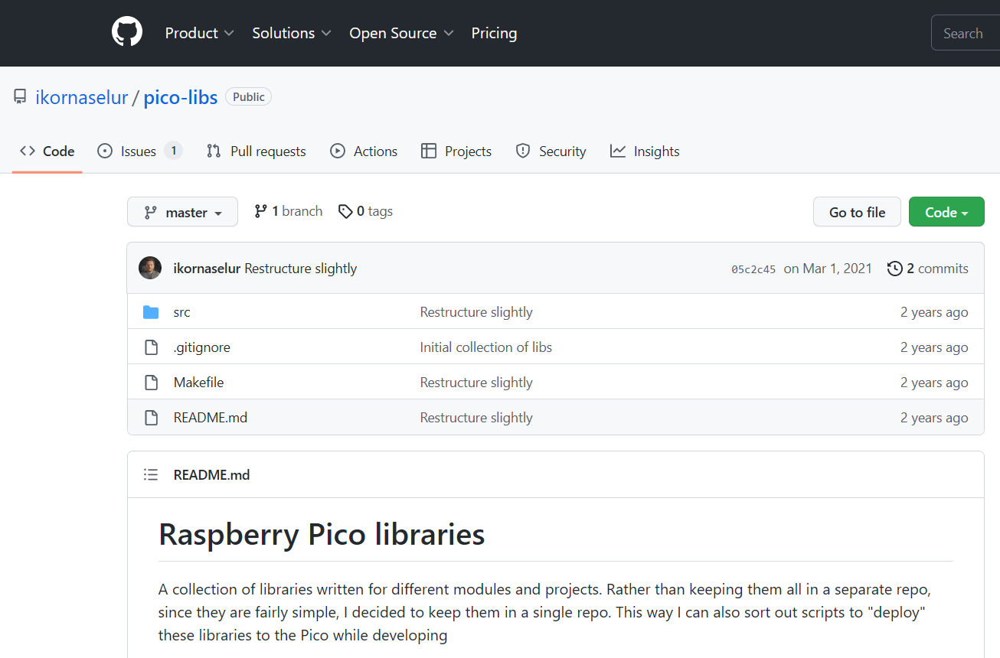 Product Solutions Open Source Pricing Search
ikornaselur / pico-libs Public
Code Issues 1 Pull requests Actions Projects Security Insights
master 1 branch 0 tags Go to file Code
ikornaselur Restructure slightly 05c2c45 on Mar 1, 2021 2 commits
src Restructure slightly 2 years ago
.gitignore Initial collection of libs 2 years ago
Makefile Restructure slightly 2 years ago
README.md Restructure slightly 2 years ago
README.md
Raspberry Pico libraries
A collection of libraries written for different modules and projects. Rather than keeping them all in a separate repo,
since they are fairly simple, I decided to keep them in a single repo. This way I can also sort out scripts to "deploy"
these libraries to the Pico while developing